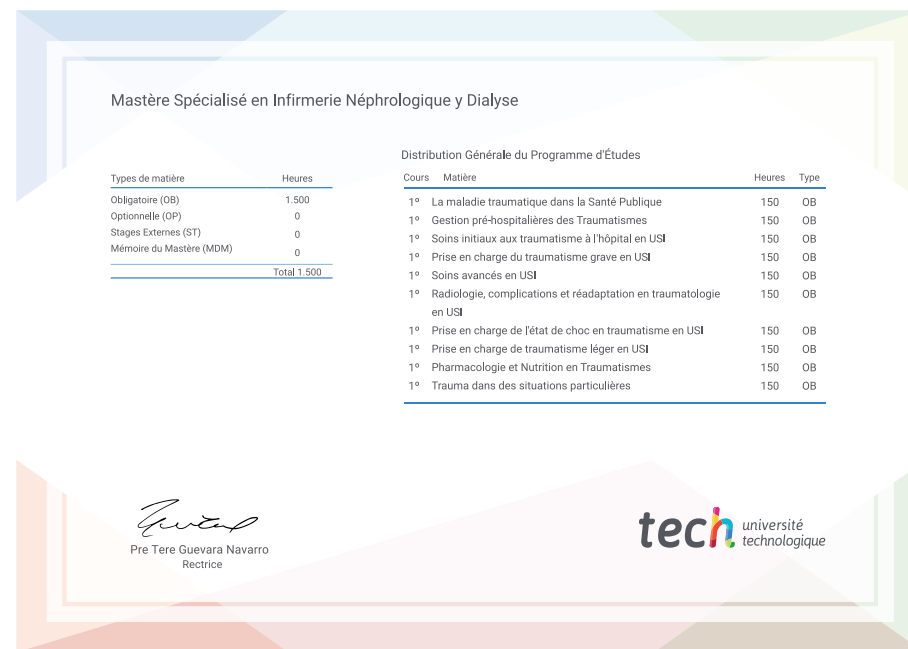 Mastère Spécialisé en Infirmerie Néphrologique y Dialyse
Types de matière Heures
Obligatoire (OB) 1.500
Optionnelle (OP) 0
Stages Externes (ST) 0
Mémoire du Mastère (MDM) 0
Total 1.500
Distribution Générale du Programme d'Études
Cours Matière Heures Type
1º La maladie traumatique dans la Santé Publique 150 OB
1º Gestion pré-hospitalières des Traumatismes 150 OB
1º Soins initiaux aux traumatisme à l'hôpital en USI 150 OB
1º Prise en charge du traumatisme grave en USI 150 OB
1º Soins avancés en USI 150 OB
1º Radiologie, complications et réadaptation en traumatologie 150 OB
en USI
1º Prise en charge de l'état de choc en traumatisme en USI 150 OB
1º Prise en charge de traumatisme léger en USI 150 OB
1º Pharmacologie et Nutrition en Traumatismes 150 OB
1º Trauma dans des situations particulières 150 OB
Pre Tere Guevara Navarro
Rectrice
tech université
technologique